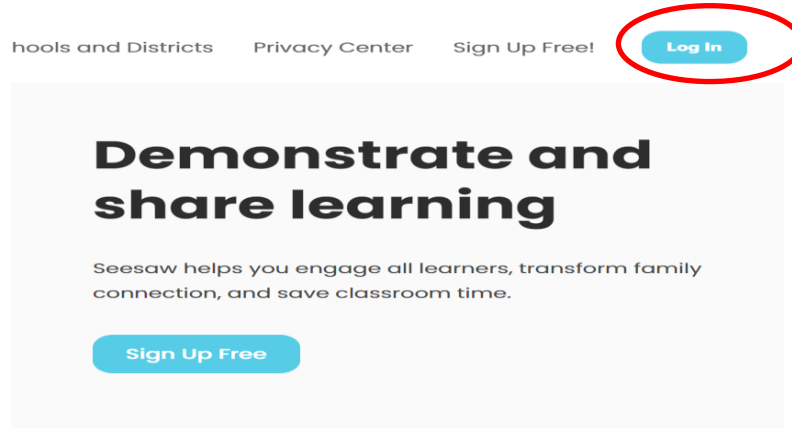 hools and Districts Privacy Center Sign Up Free! Log In
Demonstrate and
share learning
Seesaw helps you engage all learners, transform family
connection, and save classroom time.
Sign Up Free